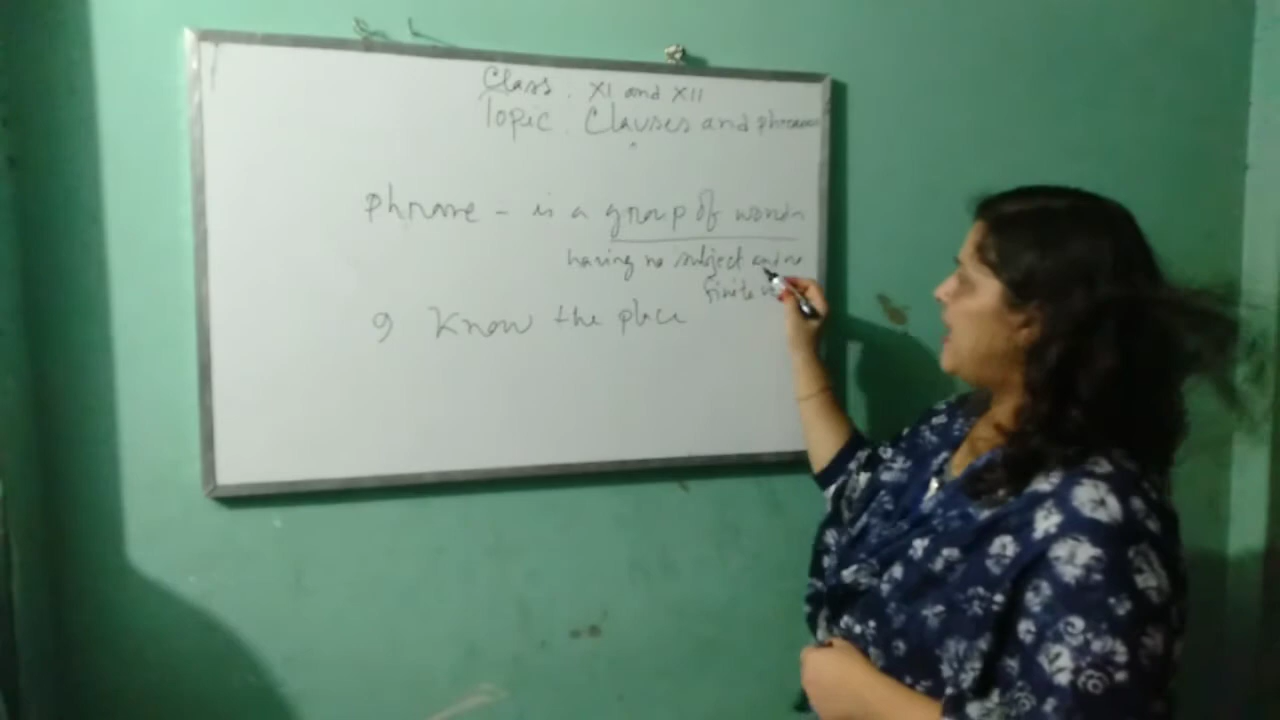 Class. XI and XII
Topic. Clauses and phrases
phrase - is a group of words
having no subject and no
finite
I know the place